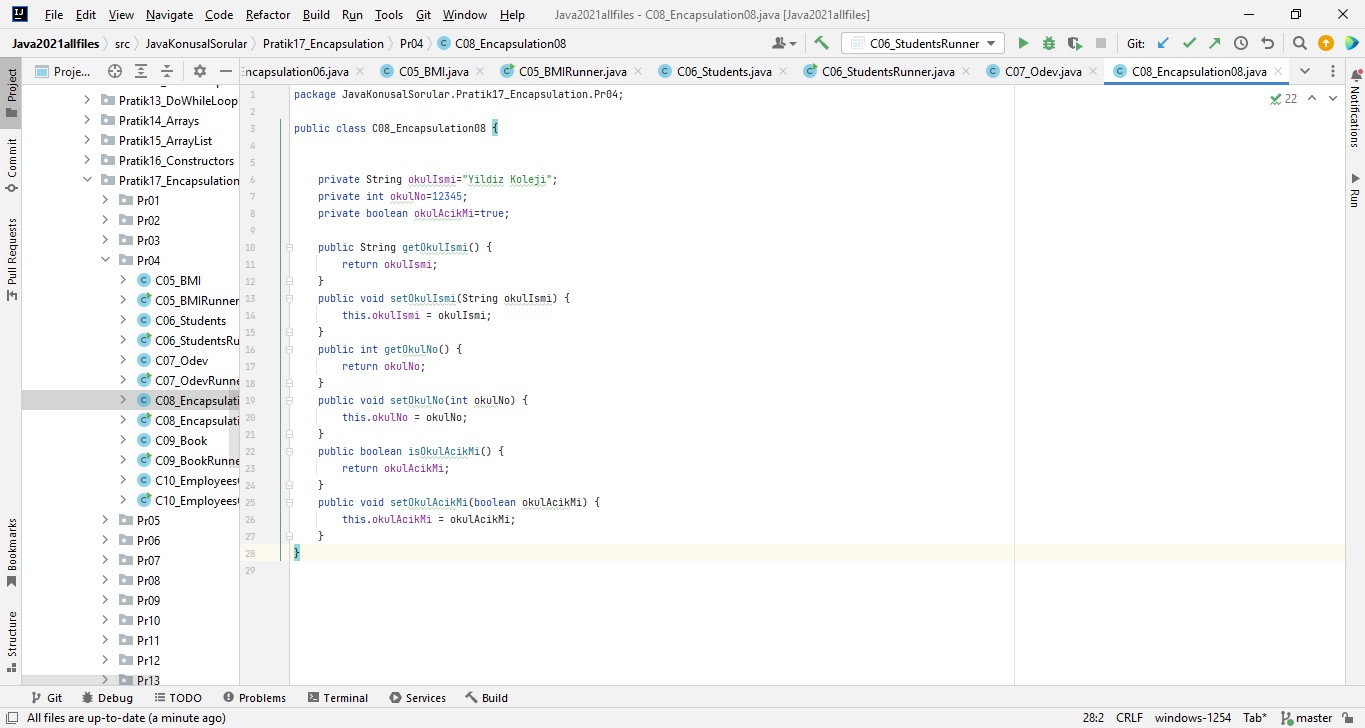 File Edit View Navigate Code Refactor Build Run Tools Git Window Help Java2021allfiles - C08_Encapsulation08.java [Java2021allfiles]
Java2021allfiles src JavaKonusalSorular Pratik17_Encapsulation Pr04 C08_Encapsulation08 C06_StudentsRunner Git:
Proje... ncapsulation06.java C05_BMI.java C05_BMIRunner.java C06_Students.java C06_StudentsRunner.java C07_Odev.java C08_Encapsulation08.java
Project
Commit
Pull Requests
Bookmarks
Structure
Pratik13_DoWhileLoop
Pratik14_Arrays
Pratik15_ArrayList
Pratik16_Constructors
Pratik17_Encapsulation
Pr01
Pr02
Pr03
Pr04
C05_BMI
C05_BMIRunner
C06_Students
C06_StudentsRu
C07_Odev
C07_OdevRunne
C08_Encapsulati
C08_Encapsulati
C09_Book
C09_BookRunne
C10_Employees
C10_Employees
Pr05
Pr06
Pr07
Pr08
Pr09
Pr10
Pr11
Pr12
Pr13
1 package JavaKonusalSorular.Pratik17_Encapsulation.Pr04;
2
3 public class C08_Encapsulation08 {
4
5
6 private String okulIsmi="Yildiz Koleji";
7 private int okulNo=12345;
8 private boolean okulAcikMi=true;
9
10 public String getOkulIsmi() {
11 return okulIsmi;
12 }
13 public void setOkulIsmi(String okulIsmi) {
14 this.okulIsmi = okulIsmi;
15 }
16 public int getOkulNo() {
17 return okulNo;
18 }
19 public void setOkulNo(int okulNo) {
20 this.okulNo = okulNo;
21 }
22 public boolean isOkulAcikMi() {
23 return okulAcikMi;
24 }
25 public void setOkulAcikMi(boolean okulAcikMi) {
26 this.okulAcikMi = okulAcikMi;
27 }
28 }
29
22
Notifications
Run
Git Debug TODO Problems Terminal Services Build
All files are up-to-date (a minute ago) 28:2 CRLF windows-1254 Tab* master